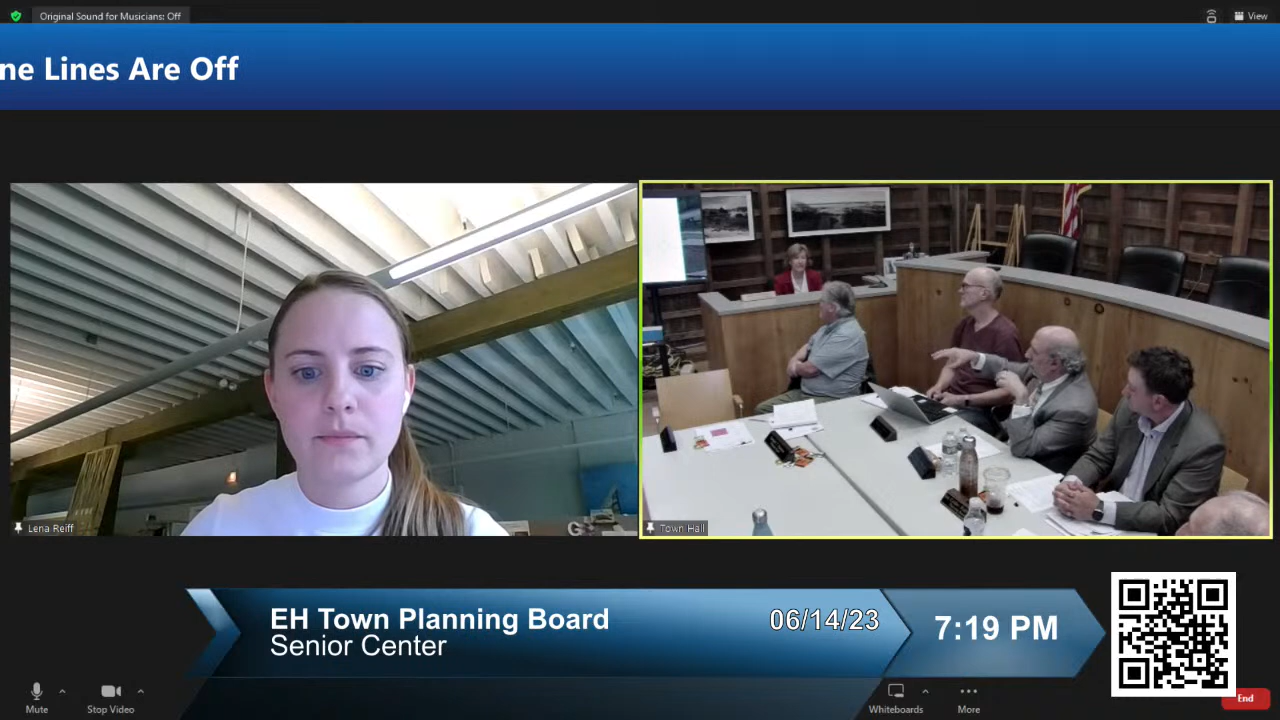 Original Sound for Musicians: Off
View
ne Lines Are Off
Lena Reiff
Town Hall
EH Town Planning Board
06/14/23
7:19 PM
Senior Center
Mute
Stop Video
Whiteboards
More
End